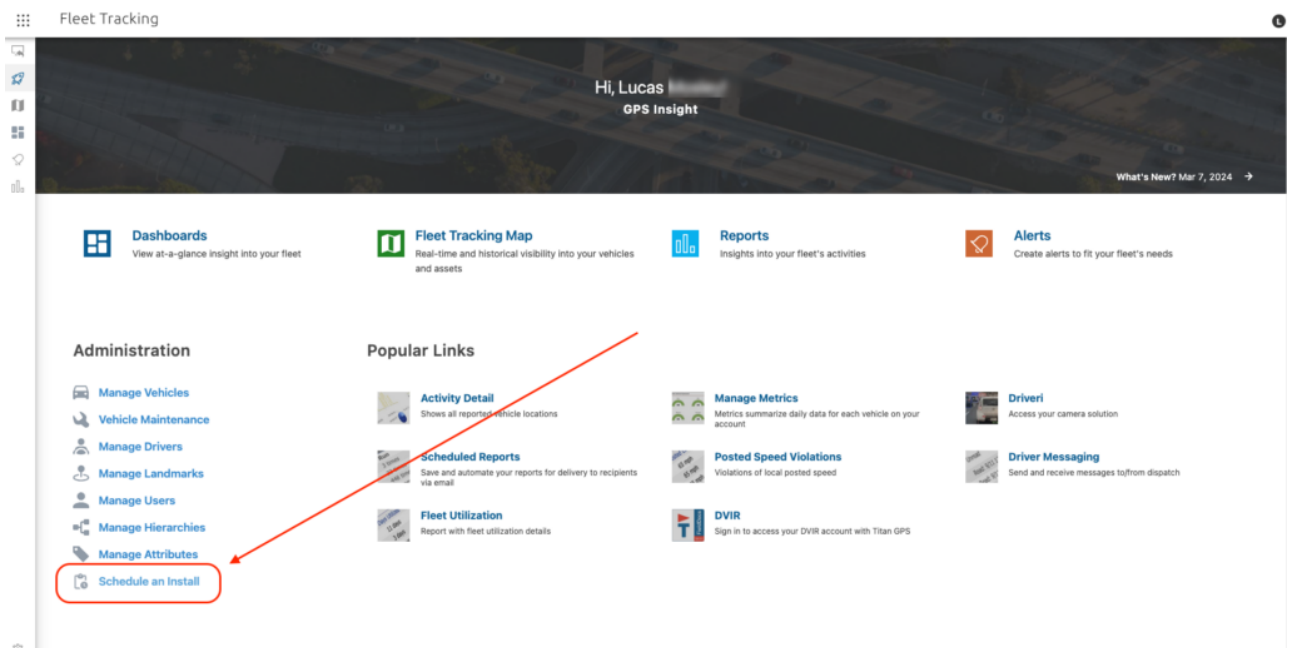 Fleet Tracking
L
Hi, Lucas
GPS Insight
What's New? Mar 7, 2024
Dashboards
View at-a-glance insight into your fleet
Fleet Tracking Map
Real-time and historical visibility into your vehicles
and assets
Reports
Insights into your fleet's activities
Alerts
Create alerts to fit your fleet's needs
Administration
Manage Vehicles
Vehicle Maintenance
Manage Drivers
Manage Landmarks
Manage Users
Manage Hierarchies
Manage Attributes
Schedule an Install
Popular Links
Activity Detail
Shows all reported vehicle locations
Manage Metrics
Metrics summarize daily data for each vehicle on your
account
Driveri
Access your camera solution
Scheduled Reports
Save and automate your reports for delivery to recipients
via email
Posted Speed Violations
Violations of local posted speed
Driver Messaging
Send and receive messages to/from dispatch
Fleet Utilization
Report with fleet utilization details
DVIR
Sign in to access your DVIR account with Titan GPS